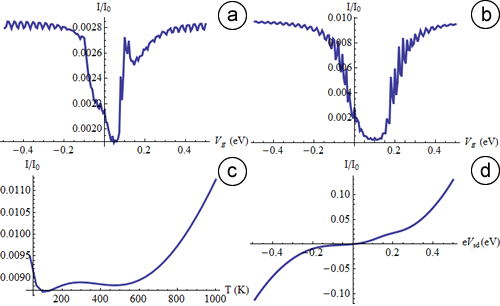 I/I0
a
0.0028
0.0026
0.0024
0.0022
0.0020
−0.4 −0.2 0.2 0.4
Vg (eV)
I/I0
b
0.010
0.008
0.006
0.004
0.002
−0.4 −0.2 0.2 0.4
Vg (eV)
I/I0
c
0.0110
0.0105
0.0100
0.0095
0.0090
200 400 600 800 1000
T (K)
I/I0
d
0.10
0.05
−0.05
−0.10
−0.4 −0.2 0.0 0.2 0.4
eVsd (eV)